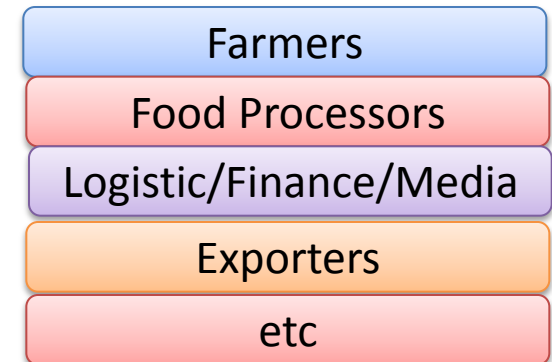 Farmers
Food Processors
Logistic/Finance/Media
Exporters
etc